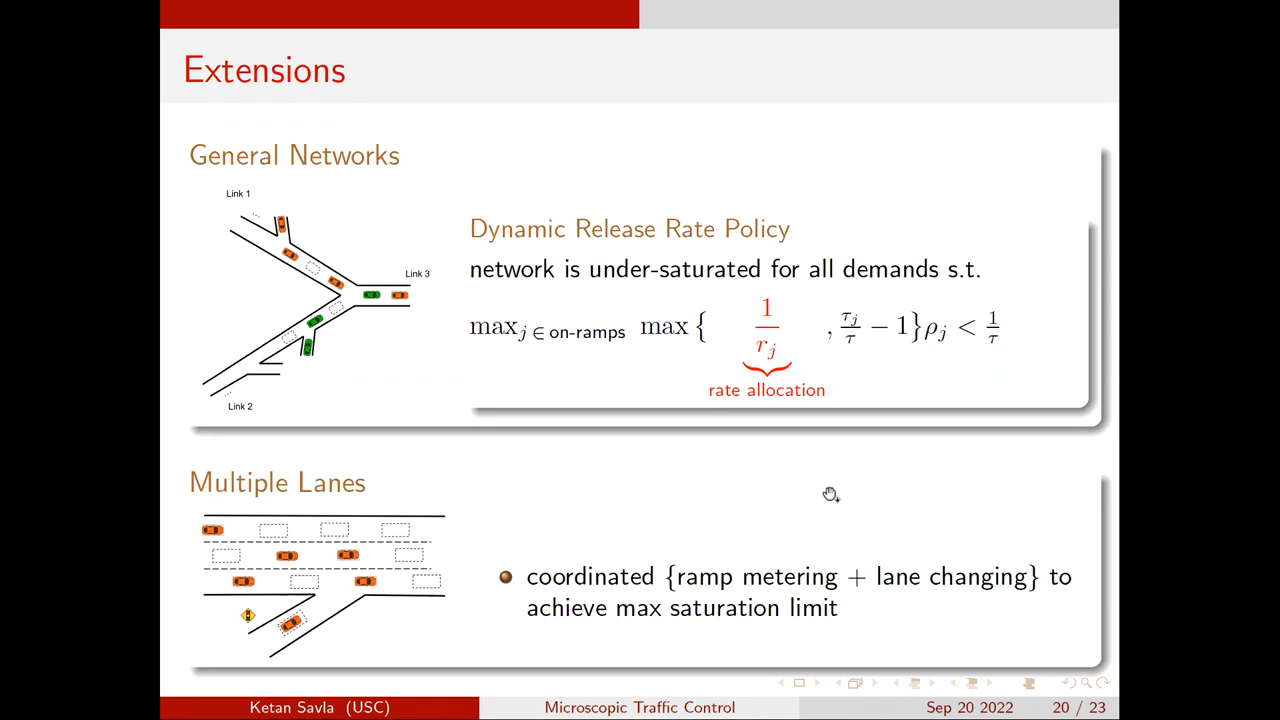 Extensions
General Networks
Link 1
Link 3
Link 2
Dynamic Release Rate Policy
network is under-saturated for all demands s.t.
max_{j ∈ on-ramps} max { 1/r_j , τ_j/τ − 1}ρ_j < 1/τ
rate allocation
Multiple Lanes
coordinated {ramp metering + lane changing} to
achieve max saturation limit
Ketan Savla (USC)
Microscopic Traffic Control
Sep 20 2022
20 / 23